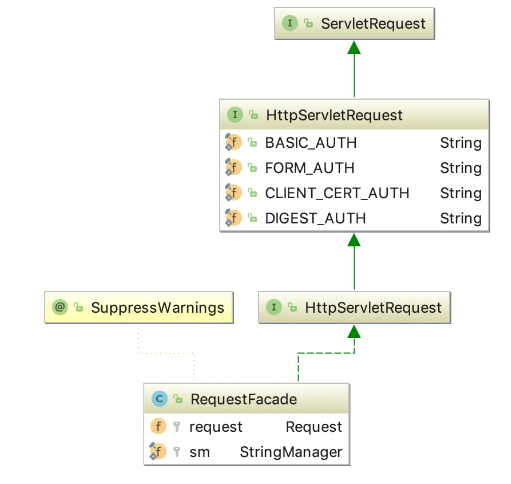 I ServletRequest
I HttpServletRequest
f BASIC_AUTH String
f FORM_AUTH String
f CLIENT_CERT_AUTH String
f DIGEST_AUTH String
@ SuppressWarnings
I HttpServletRequest
C RequestFacade
f request Request
f sm StringManager